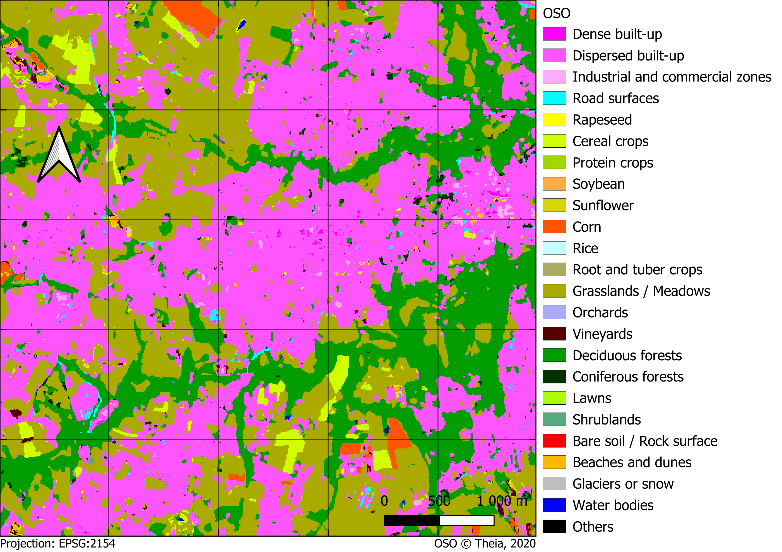 OSO
Dense built-up
Dispersed built-up
Industrial and commercial zones
Road surfaces
Rapeseed
Cereal crops
Protein crops
Soybean
Sunflower
Corn
Rice
Root and tuber crops
Grasslands / Meadows
Orchards
Vineyards
Deciduous forests
Coniferous forests
Lawns
Shrublands
Bare soil / Rock surface
Beaches and dunes
Glaciers or snow
Water bodies
Others
0 500 1 000 m
Projection: EPSG:2154 OSO © Theia, 2020